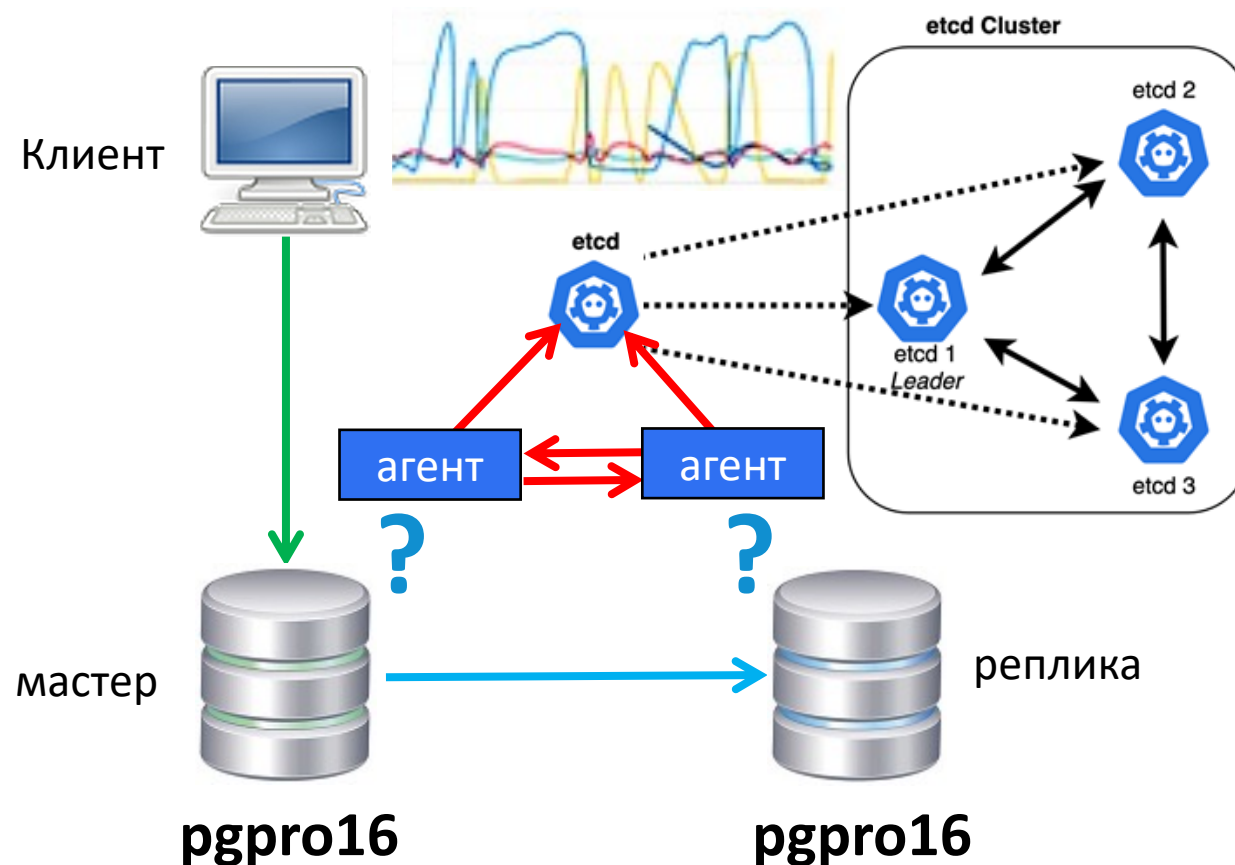 etcd Cluster
etcd 2
Клиент
etcd
etcd 1
Leader
агент
агент
etcd 3
?
?
мастер
реплика
pgpro16
pgpro16